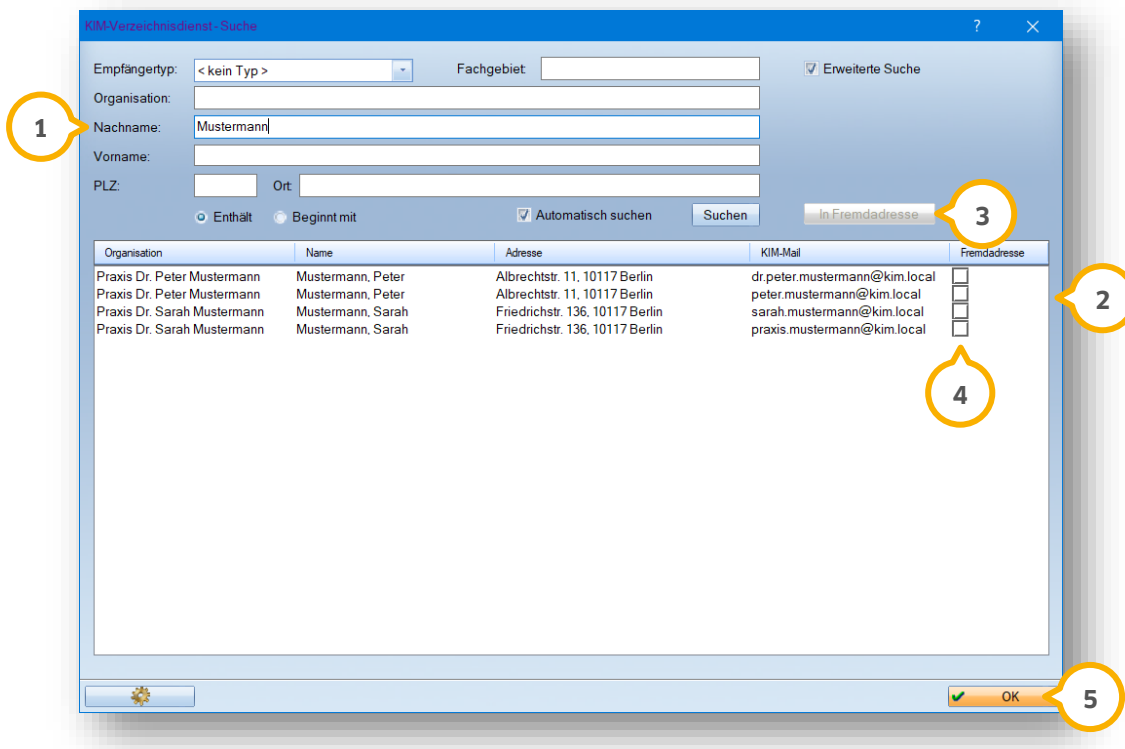 KIM-Verzeichnisdienst-Suche ?
Empfängertyp: < kein Typ > Fachgebiet: Erweiterte Suche
Organisation:
1 Nachname: Mustermann
Vorname:
PLZ: Ort:
Enthält Beginnt mit Automatisch suchen Suchen In Fremdadresse 3
Organisation Name Adresse KIM-Mail Fremdadresse
Praxis Dr. Peter Mustermann Mustermann, Peter Albrechtstr. 11, 10117 Berlin dr.peter.mustermann@kim.local
Praxis Dr. Peter Mustermann Mustermann, Peter Albrechtstr. 11, 10117 Berlin peter.mustermann@kim.local
2
Praxis Dr. Sarah Mustermann Mustermann, Sarah Friedrichstr. 136, 10117 Berlin sarah.mustermann@kim.local
Praxis Dr. Sarah Mustermann Mustermann, Sarah Friedrichstr. 136, 10117 Berlin praxis.mustermann@kim.local
4
OK 5